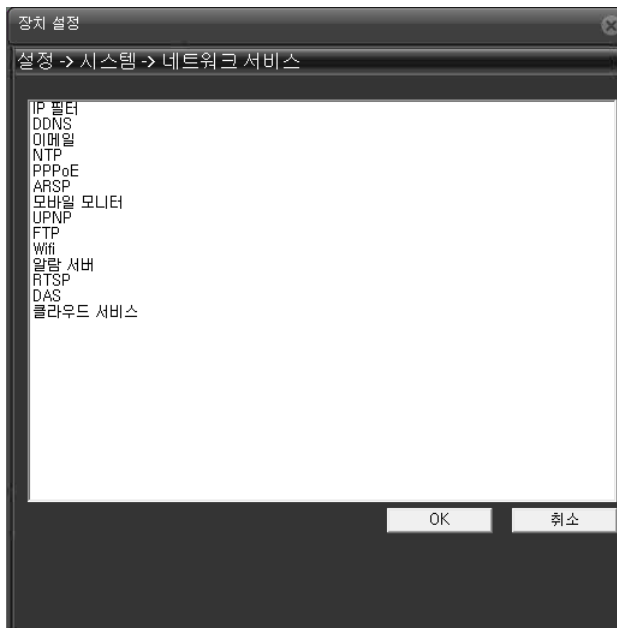 장치 설정
설정 -> 시스템 -> 네트워크 서비스
IP 필터
DDNS
이메일
NTP
PPPoE
ARSP
모바일 모니터
UPNP
FTP
Wifi
알람 서버
RTSP
DAS
클라우드 서비스
OK 취소